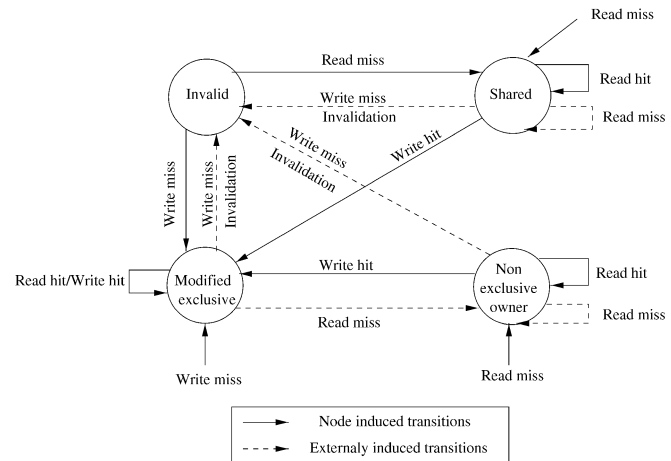 Read miss
Read miss
Invalid
Shared
Read hit
Write miss
Invalidation
Read miss
Write miss
Invalidation
Write hit
Write miss
Write miss
Invalidation
Read hit/Write hit
Modified
exclusive
Write hit
Non
exclusive
owner
Read hit
Read miss
Read miss
Write miss
Read miss
Node induced transitions
Externaly induced transitions